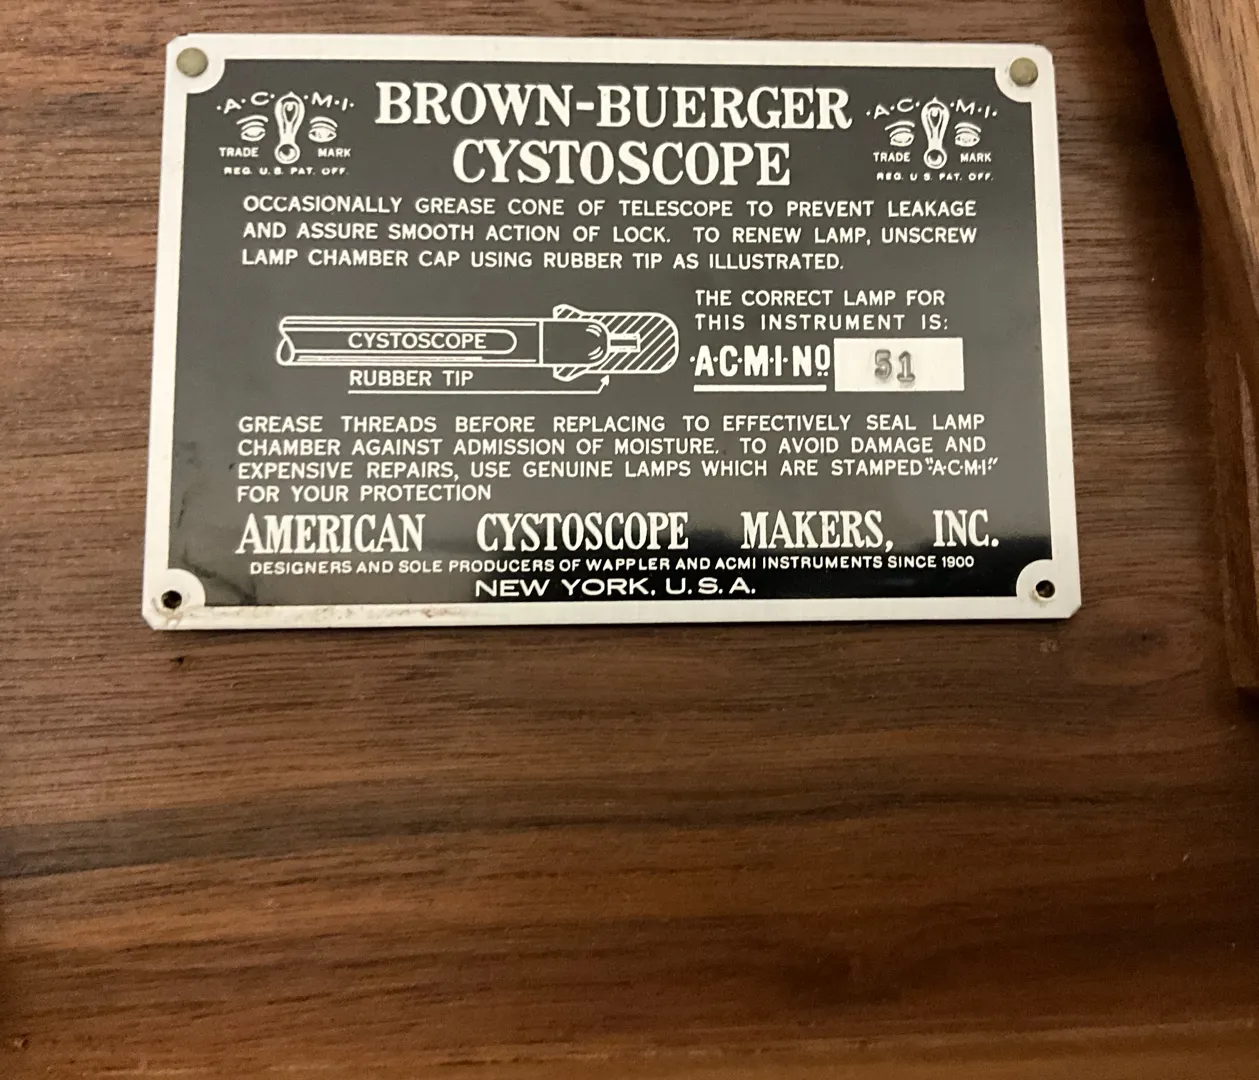 ·A·C· ·M·I·
TRADE MARK
REG. U.S. PAT. OFF.
BROWN-BUERGER
CYSTOSCOPE
·A·C· ·M·I·
TRADE MARK
REG. U.S. PAT. OFF.
OCCASIONALLY GREASE CONE OF TELESCOPE TO PREVENT LEAKAGE
AND ASSURE SMOOTH ACTION OF LOCK. TO RENEW LAMP, UNSCREW
LAMP CHAMBER CAP USING RUBBER TIP AS ILLUSTRATED.
CYSTOSCOPE
RUBBER TIP
THE CORRECT LAMP FOR
THIS INSTRUMENT IS:
·A·C·M·I·Nº 51
GREASE THREADS BEFORE REPLACING TO EFFECTIVELY SEAL LAMP
CHAMBER AGAINST ADMISSION OF MOISTURE. TO AVOID DAMAGE AND
EXPENSIVE REPAIRS, USE GENUINE LAMPS WHICH ARE STAMPED "A·C·M·I·"
FOR YOUR PROTECTION
AMERICAN CYSTOSCOPE MAKERS, INC.
DESIGNERS AND SOLE PRODUCERS OF WAPPLER AND ACMI INSTRUMENTS SINCE 1900
NEW YORK, U.S.A.